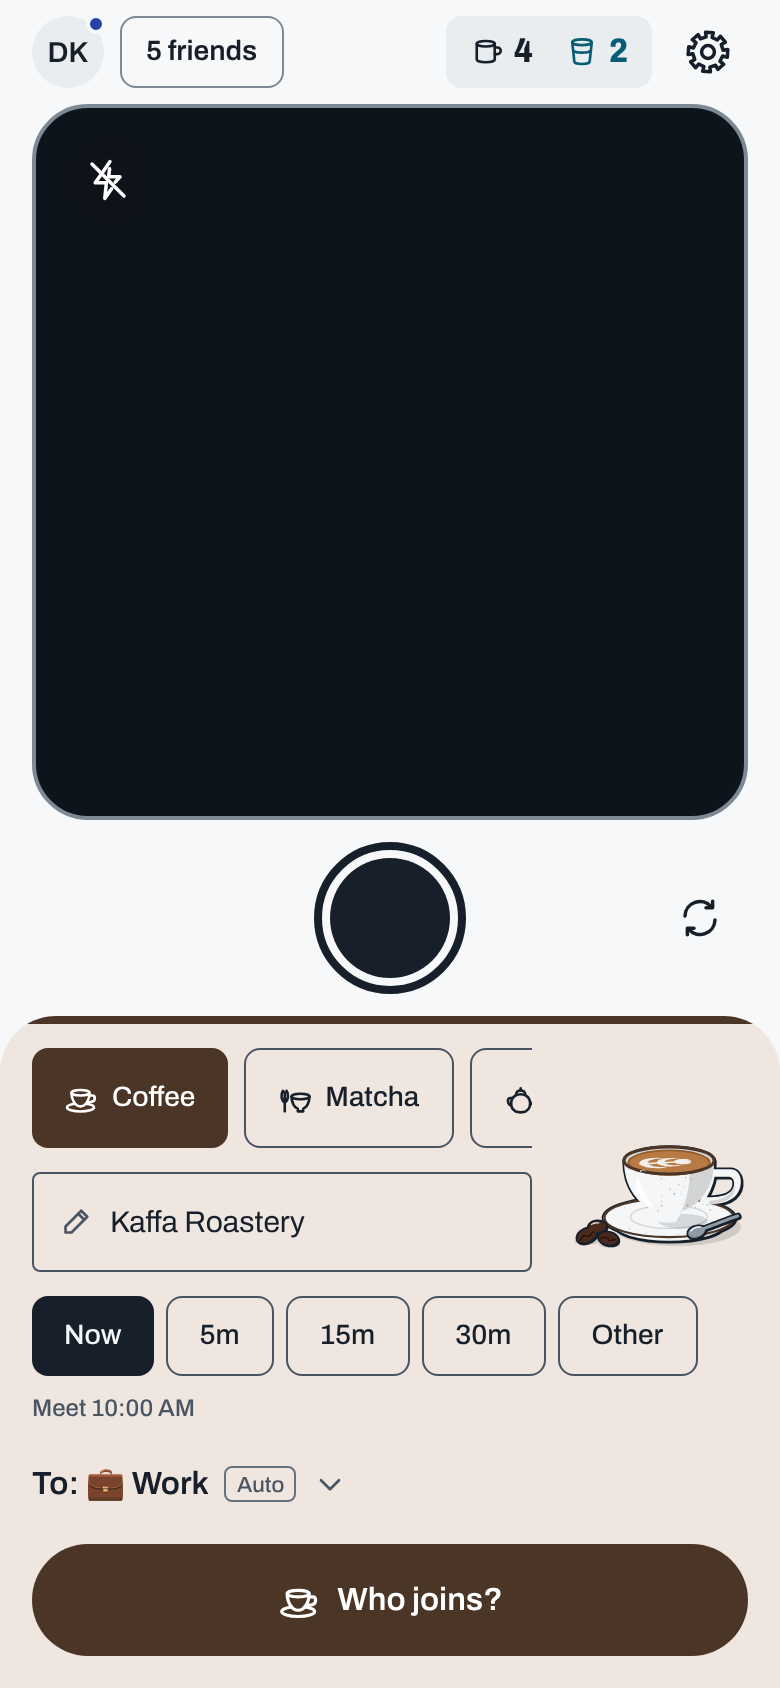 DK
5 friends
4
2
Coffee
Matcha
Kaffa Roastery
Now
5m
15m
30m
Other
Meet 10:00 AM
To: 💼 Work
Auto
Who joins?